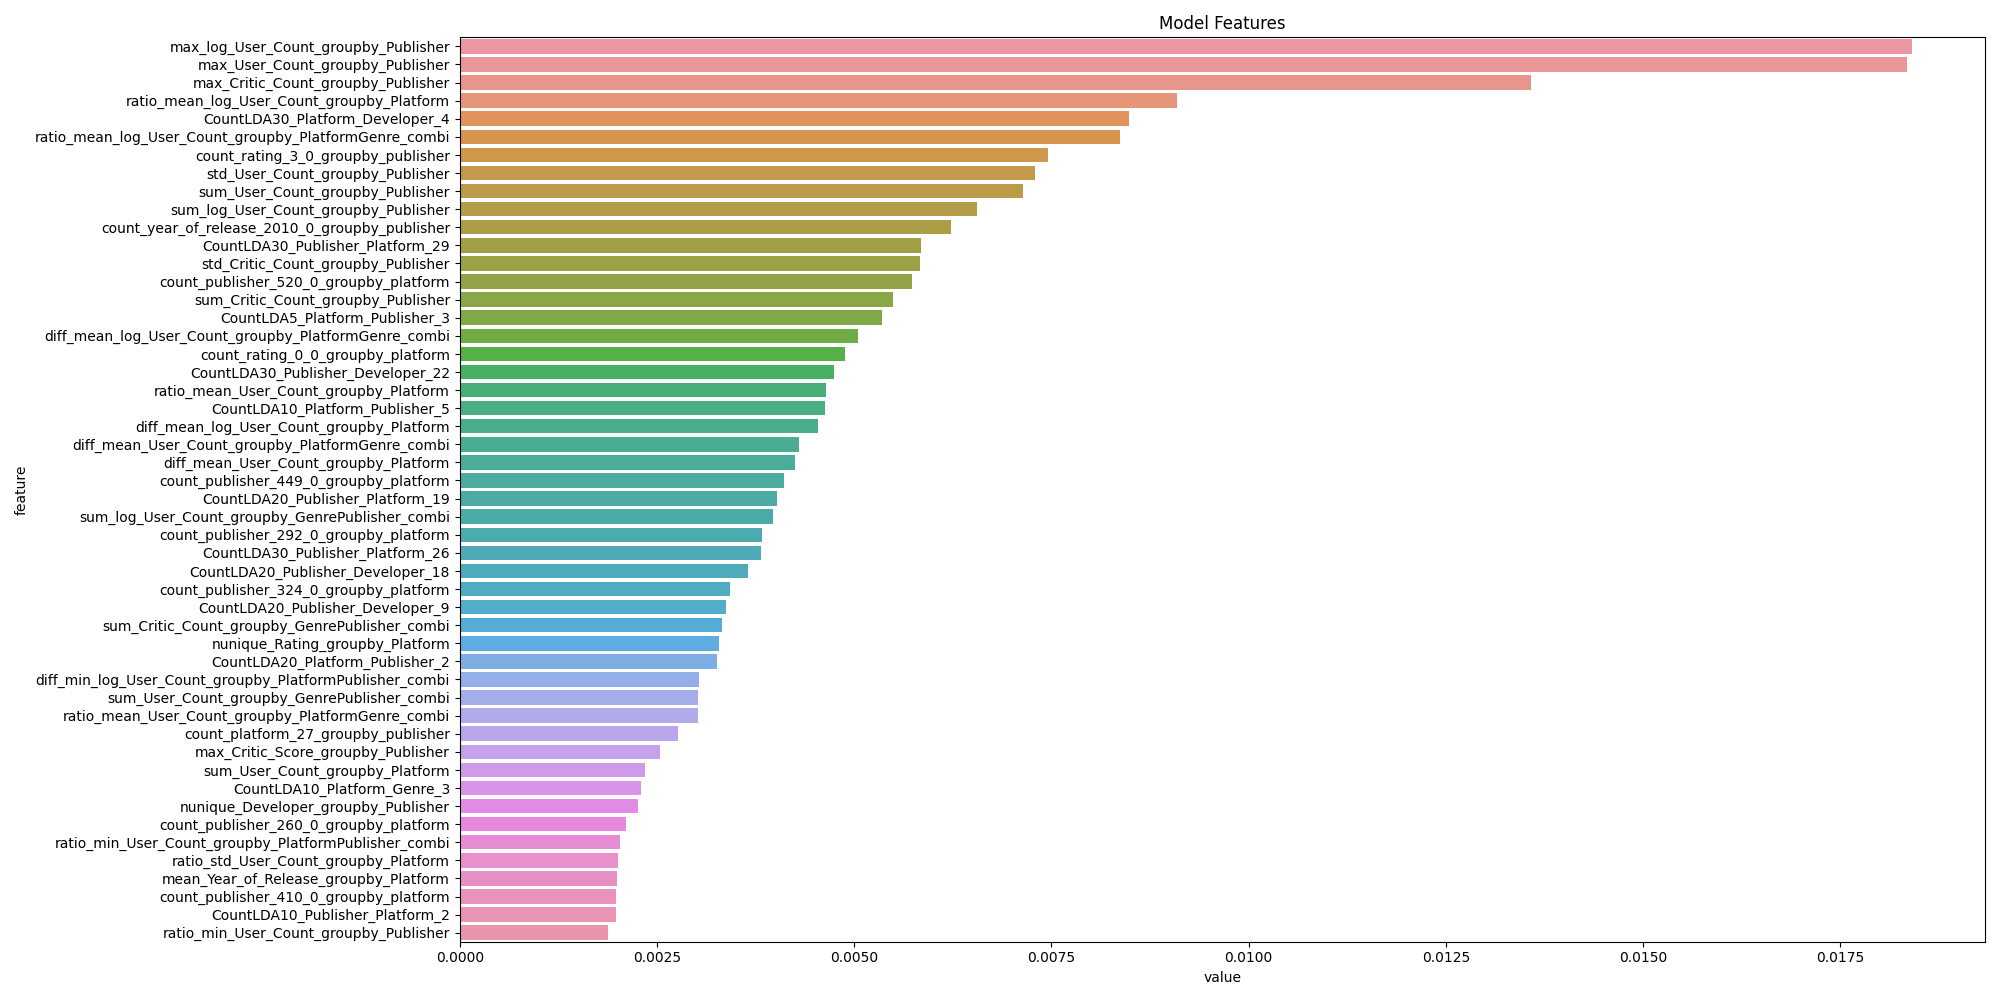 Model Features
max_log_User_Count_groupby_Publisher
max_User_Count_groupby_Publisher
max_Critic_Count_groupby_Publisher
ratio_mean_log_User_Count_groupby_Platform
CountLDA30_Platform_Developer_4
ratio_mean_log_User_Count_groupby_PlatformGenre_combi
count_rating_3_0_groupby_publisher
std_User_Count_groupby_Publisher
sum_User_Count_groupby_Publisher
sum_log_User_Count_groupby_Publisher
count_year_of_release_2010_0_groupby_publisher
CountLDA30_Publisher_Platform_29
std_Critic_Count_groupby_Publisher
count_publisher_520_0_groupby_platform
sum_Critic_Count_groupby_Publisher
CountLDA5_Platform_Publisher_3
diff_mean_log_User_Count_groupby_PlatformGenre_combi
count_rating_0_0_groupby_platform
CountLDA30_Publisher_Developer_22
ratio_mean_User_Count_groupby_Platform
CountLDA10_Platform_Publisher_5
diff_mean_log_User_Count_groupby_Platform
diff_mean_User_Count_groupby_PlatformGenre_combi
diff_mean_User_Count_groupby_Platform
count_publisher_449_0_groupby_platform
CountLDA20_Publisher_Platform_19
sum_log_User_Count_groupby_GenrePublisher_combi
count_publisher_292_0_groupby_platform
CountLDA30_Publisher_Platform_26
CountLDA20_Publisher_Developer_18
count_publisher_324_0_groupby_platform
CountLDA20_Publisher_Developer_9
sum_Critic_Count_groupby_GenrePublisher_combi
nunique_Rating_groupby_Platform
CountLDA20_Platform_Publisher_2
diff_min_log_User_Count_groupby_PlatformPublisher_combi
sum_User_Count_groupby_GenrePublisher_combi
ratio_mean_User_Count_groupby_PlatformGenre_combi
count_platform_27_groupby_publisher
max_Critic_Score_groupby_Publisher
sum_User_Count_groupby_Platform
CountLDA10_Platform_Genre_3
nunique_Developer_groupby_Publisher
count_publisher_260_0_groupby_platform
ratio_min_User_Count_groupby_PlatformPublisher_combi
ratio_std_User_Count_groupby_Platform
mean_Year_of_Release_groupby_Platform
count_publisher_410_0_groupby_platform
CountLDA10_Publisher_Platform_2
ratio_min_User_Count_groupby_Publisher
feature
0.0000 0.0025 0.0050 0.0075 0.0100 0.0125 0.0150 0.0175
value